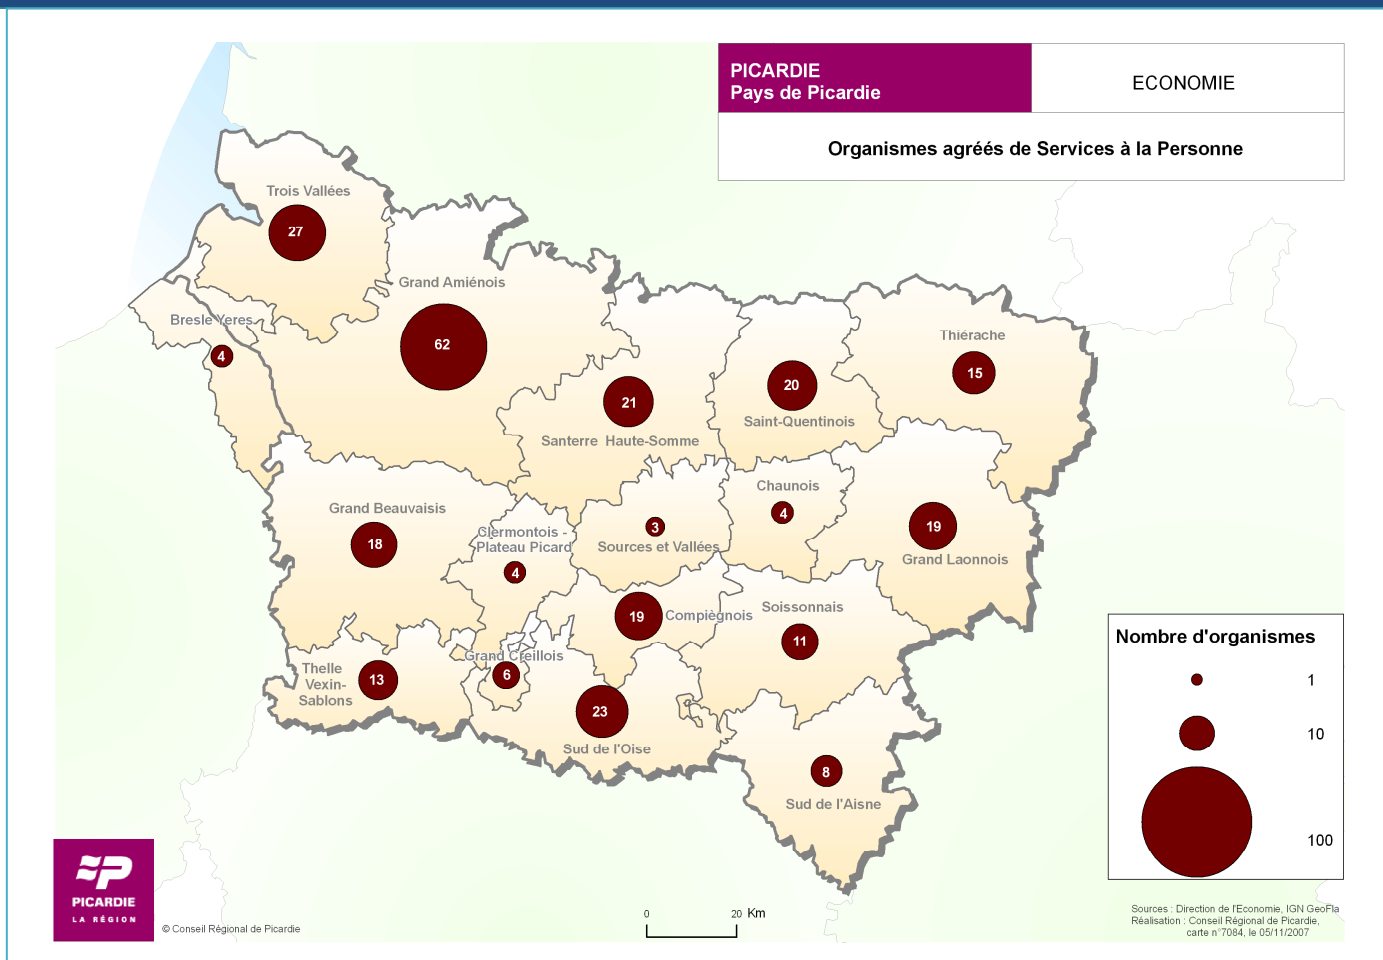 PICARDIE
Pays de Picardie
ECONOMIE
Organismes agréés de Services à la Personne
Trois Vallées
27
Grand Amiénois
62
Bresle Yeres
4
Thiérache
15
20
Saint-Quentinois
21
Santerre Haute-Somme
Chaunois
4
Grand Beauvaisis
18
Clermontois -
Plateau Picard
4
3
Sources et Vallées
19
Grand Laonnois
19
Compiègnois
Soissonnais
11
Grand Creillois
6
Thelle
Vexin-
Sablons
13
23
Sud de l'Oise
8
Sud de l'Aisne
Nombre d'organismes
1
10
100
PICARDIE
LA RÉGION
© Conseil Régional de Picardie
0 20 Km
Sources : Direction de l'Economie, IGN GeoFla
Réalisation : Conseil Régional de Picardie,
carte n°7084, le 05/11/2007